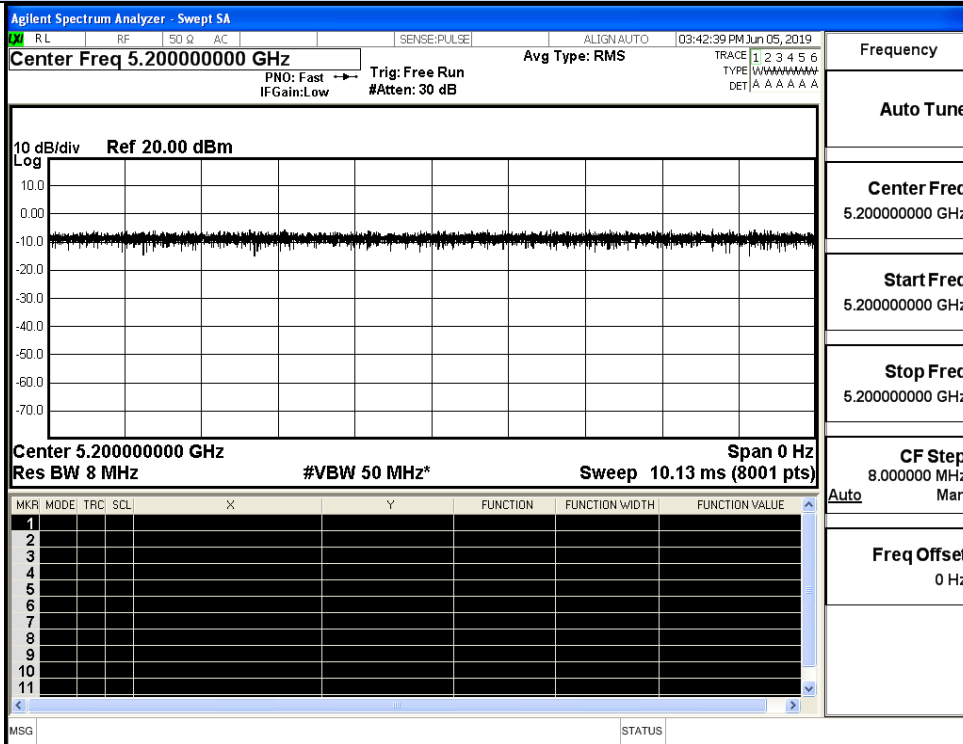 Agilent Spectrum Analyzer - Swept SA
LXI RL RF 50 Ω AC SENSE:PULSE ALIGN AUTO 03:42:39 PM Jun 05, 2019
Center Freq 5.200000000 GHz
PNO: Fast
IFGain:Low
Trig: Free Run
#Atten: 30 dB
Avg Type: RMS
TRACE 1 2 3 4 5 6
TYPE WWWWWW
DET A A A A A A
10 dB/div Ref 20.00 dBm
Log
10.0
0.00
-10.0
-20.0
-30.0
-40.0
-50.0
-60.0
-70.0
Center 5.200000000 GHz Span 0 Hz
Res BW 8 MHz #VBW 50 MHz* Sweep 10.13 ms (8001 pts)
MKR MODE TRC SCL X Y FUNCTION FUNCTION WIDTH FUNCTION VALUE
1
2
3
4
5
6
7
8
9
10
11
MSG STATUS
Frequency
Auto Tune
Center Freq
5.200000000 GHz
Start Freq
5.200000000 GHz
Stop Freq
5.200000000 GHz
CF Step
8.000000 MHz
Auto Man
Freq Offset
0 Hz